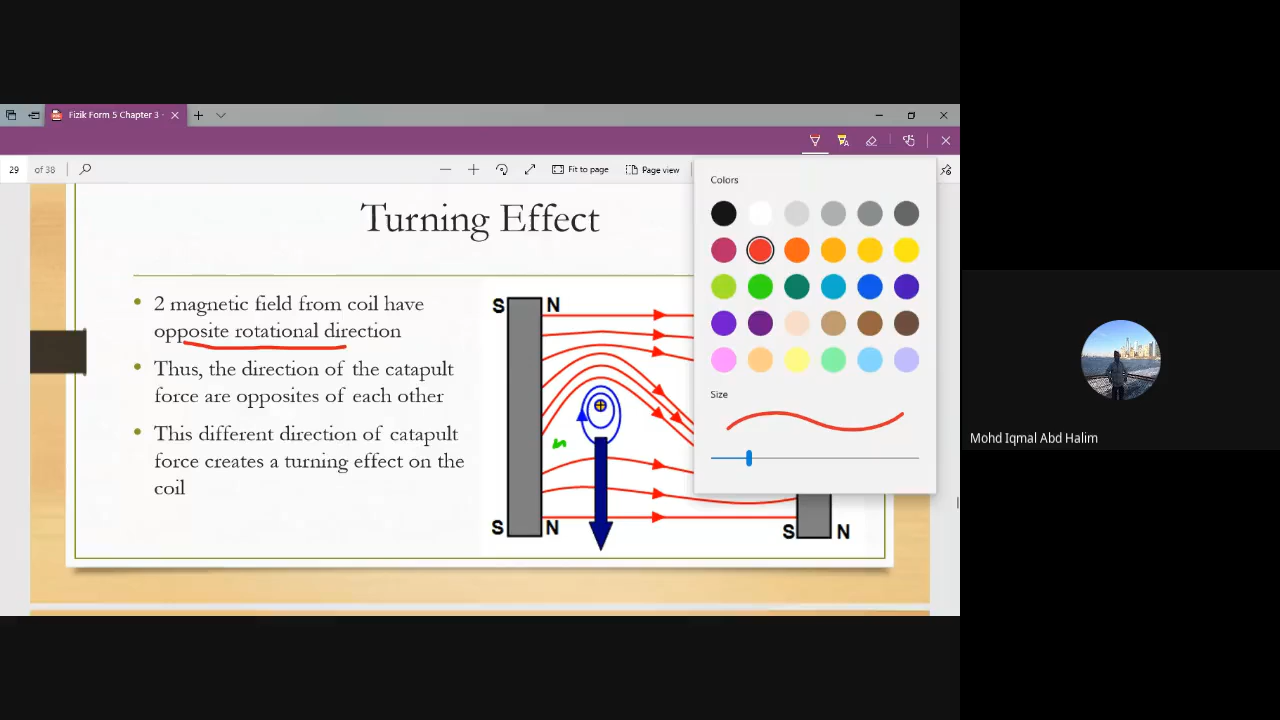 Fizik Form 5 Chapter 3 -
29 of 38
Fit to page
Page view
Turning Effect
• 2 magnetic field from coil have
opposite rotational direction
• Thus, the direction of the catapult
force are opposites of each other
• This different direction of catapult
force creates a turning effect on the
coil
S N
S N
S N
Colors
Size
Mohd Iqmal Abd Halim